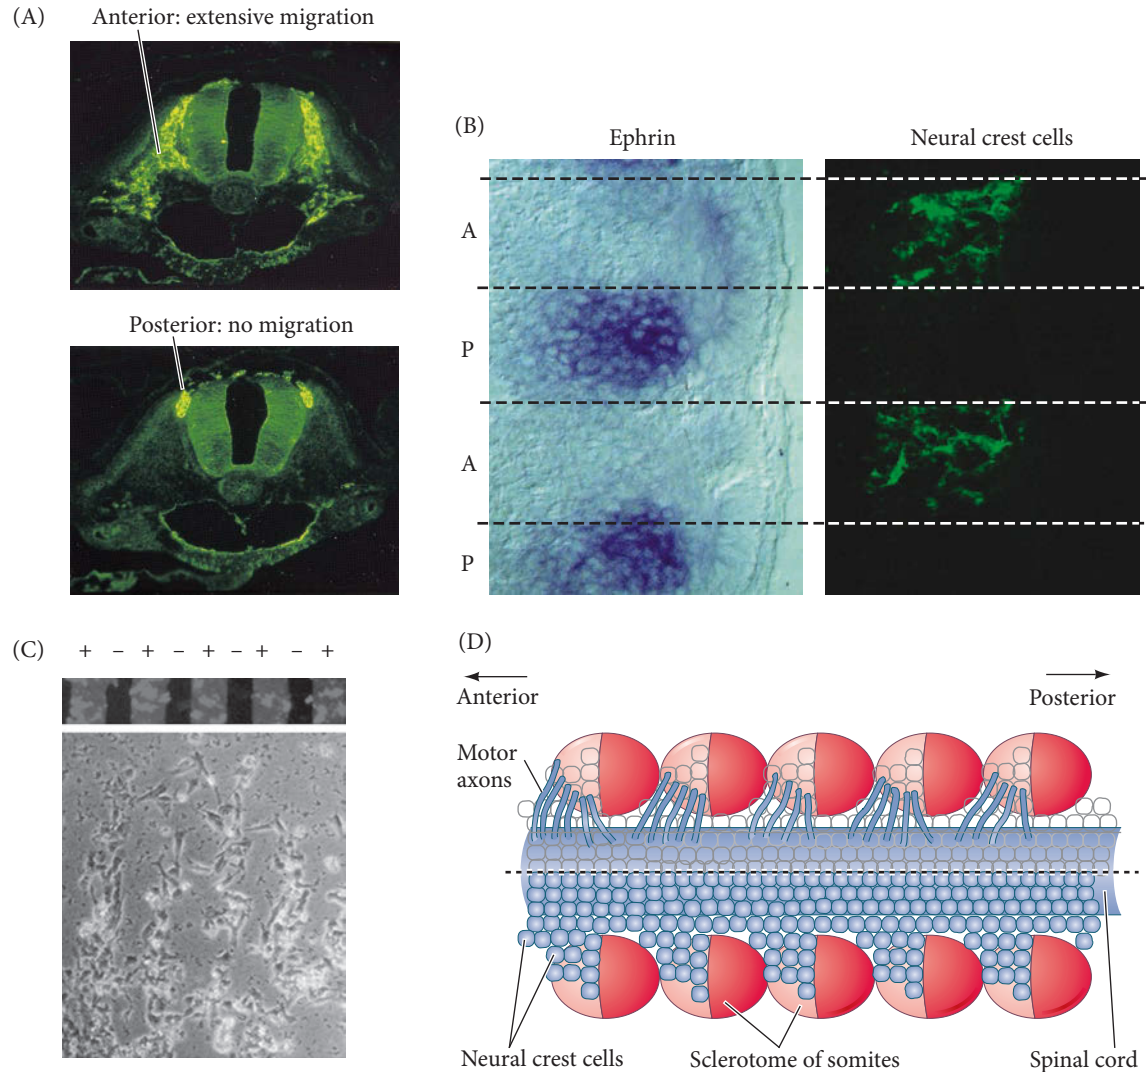 (A)
Anterior: extensive migration
Posterior: no migration
(B)
Ephrin
Neural crest cells
A
P
A
P
(C)
+ – + – + – + – +
(D)
Anterior
Posterior
Motor
axons
Neural crest cells
Sclerotome of somites
Spinal cord